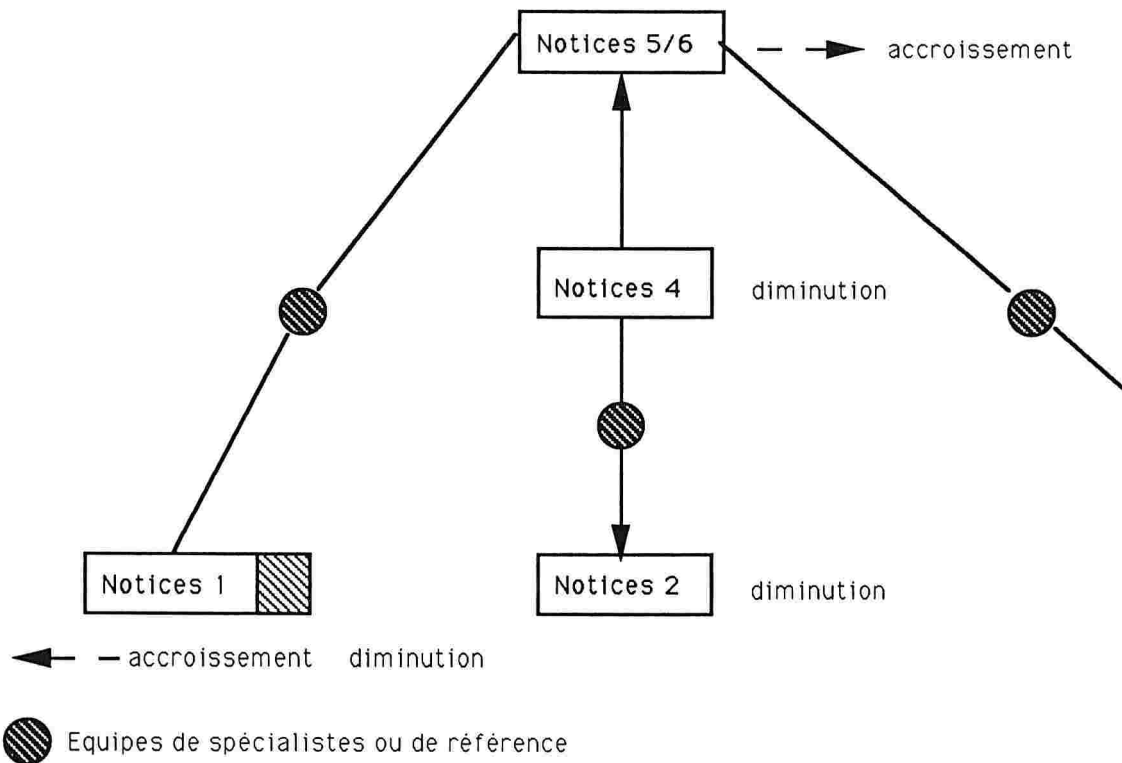 Notices 5/6
accroissement
Notices 4
diminution
Notices 2
diminution
Notices 1
accroissement diminution
Equipes de spécialistes ou de référence